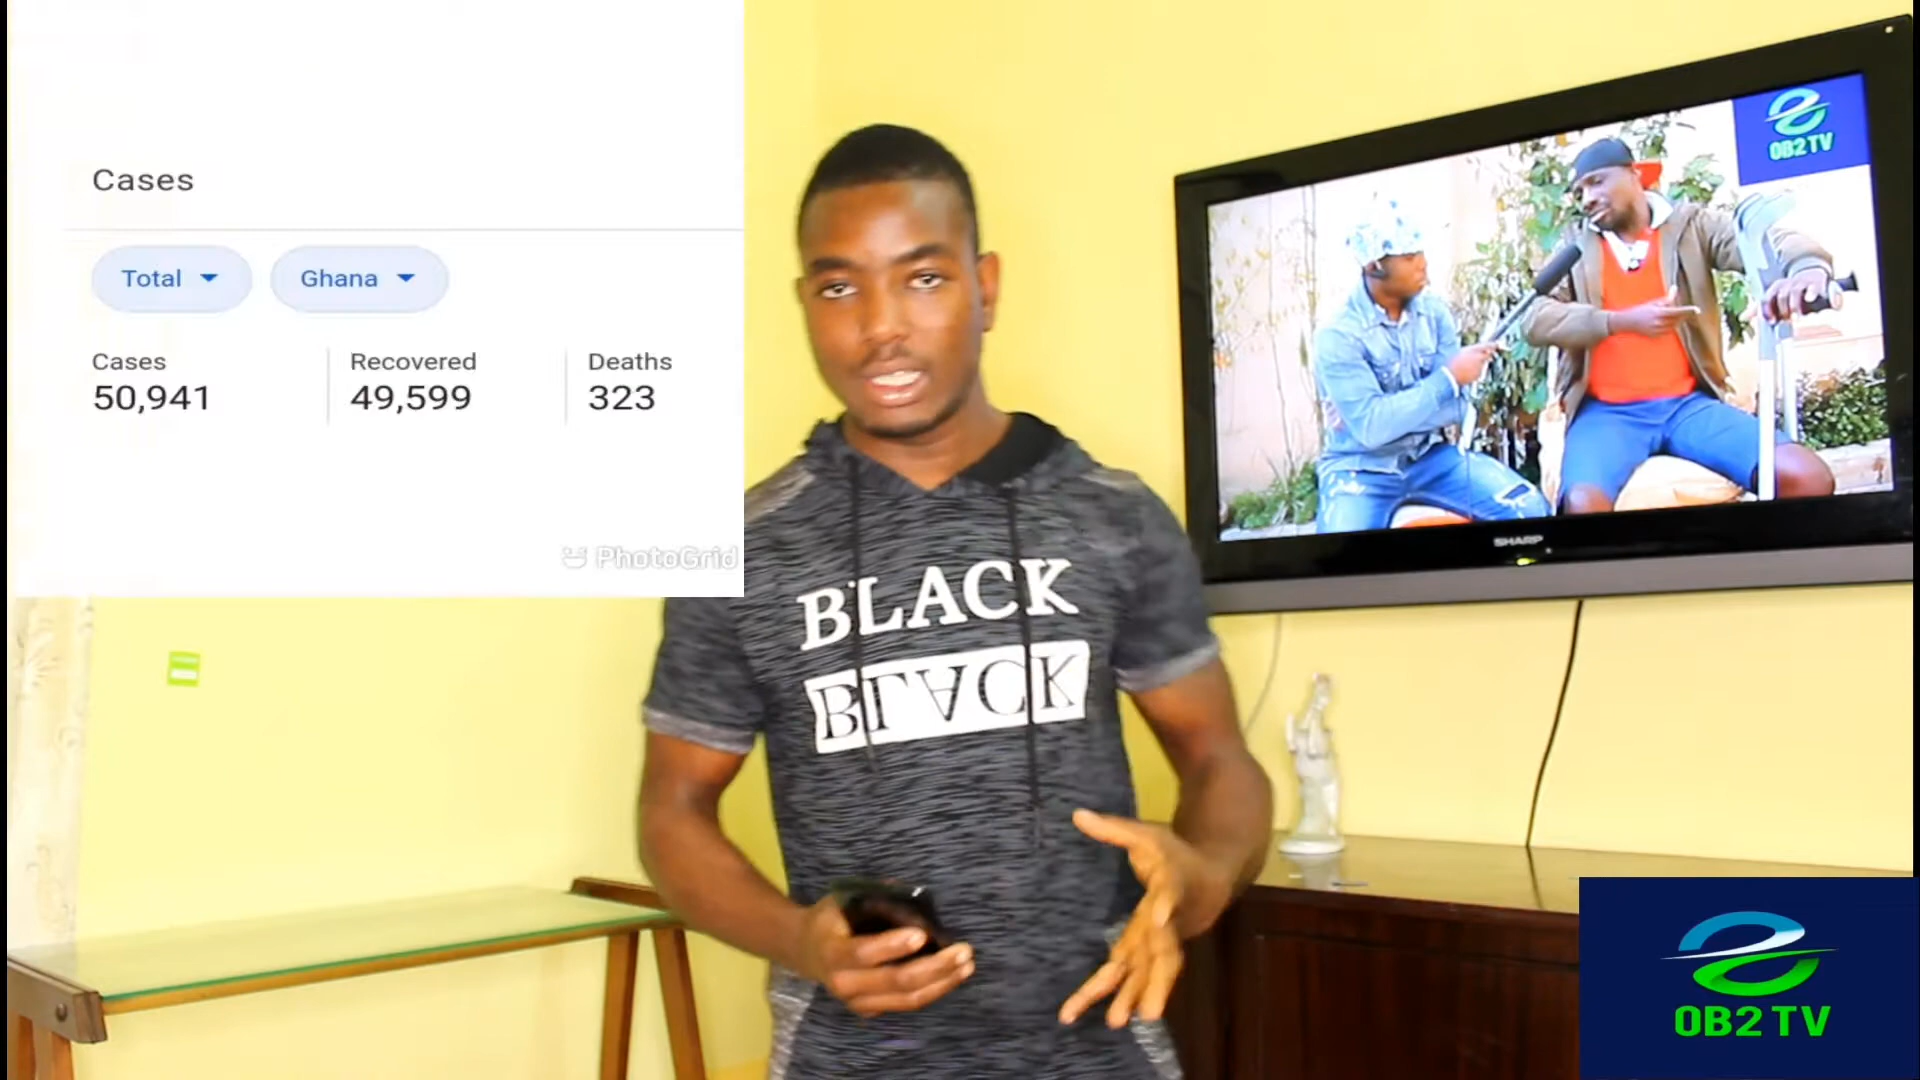 Cases
Total Ghana
Cases Recovered Deaths
50,941 49,599 323
PhotoGrid
OB2 TV
SHARP
BLACK
BLACK
OB2 TV